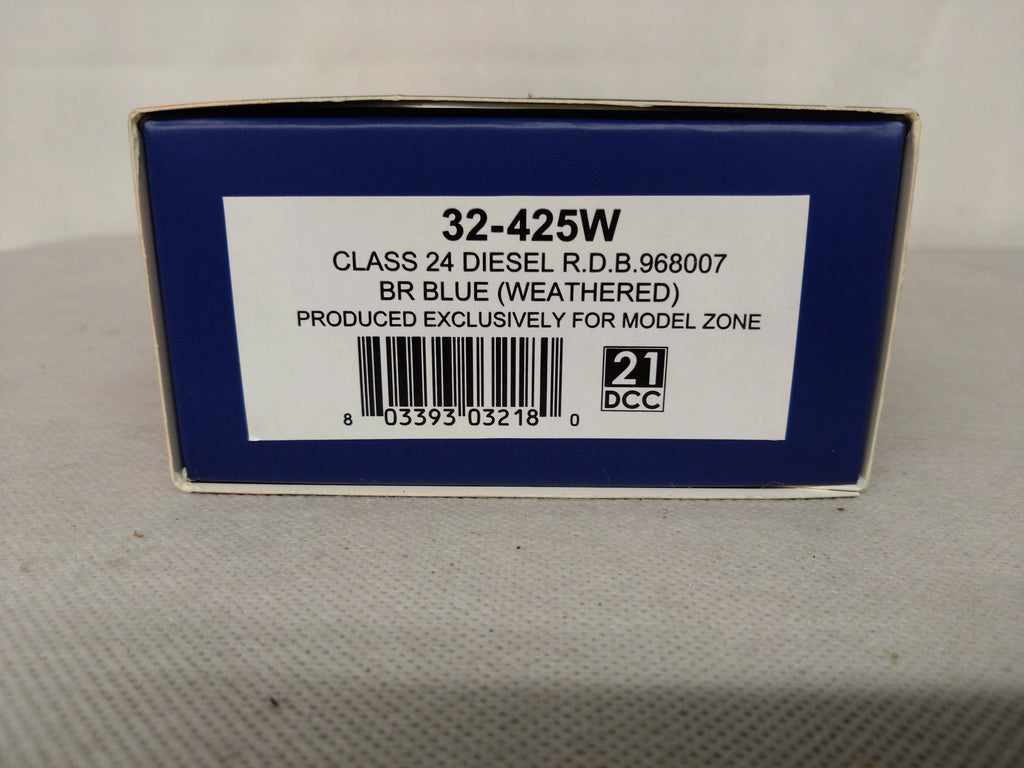 32-425W
CLASS 24 DIESEL R.D.B.968007
BR BLUE (WEATHERED)
PRODUCED EXCLUSIVELY FOR MODEL ZONE
21
DCC
8 03393 03218 0